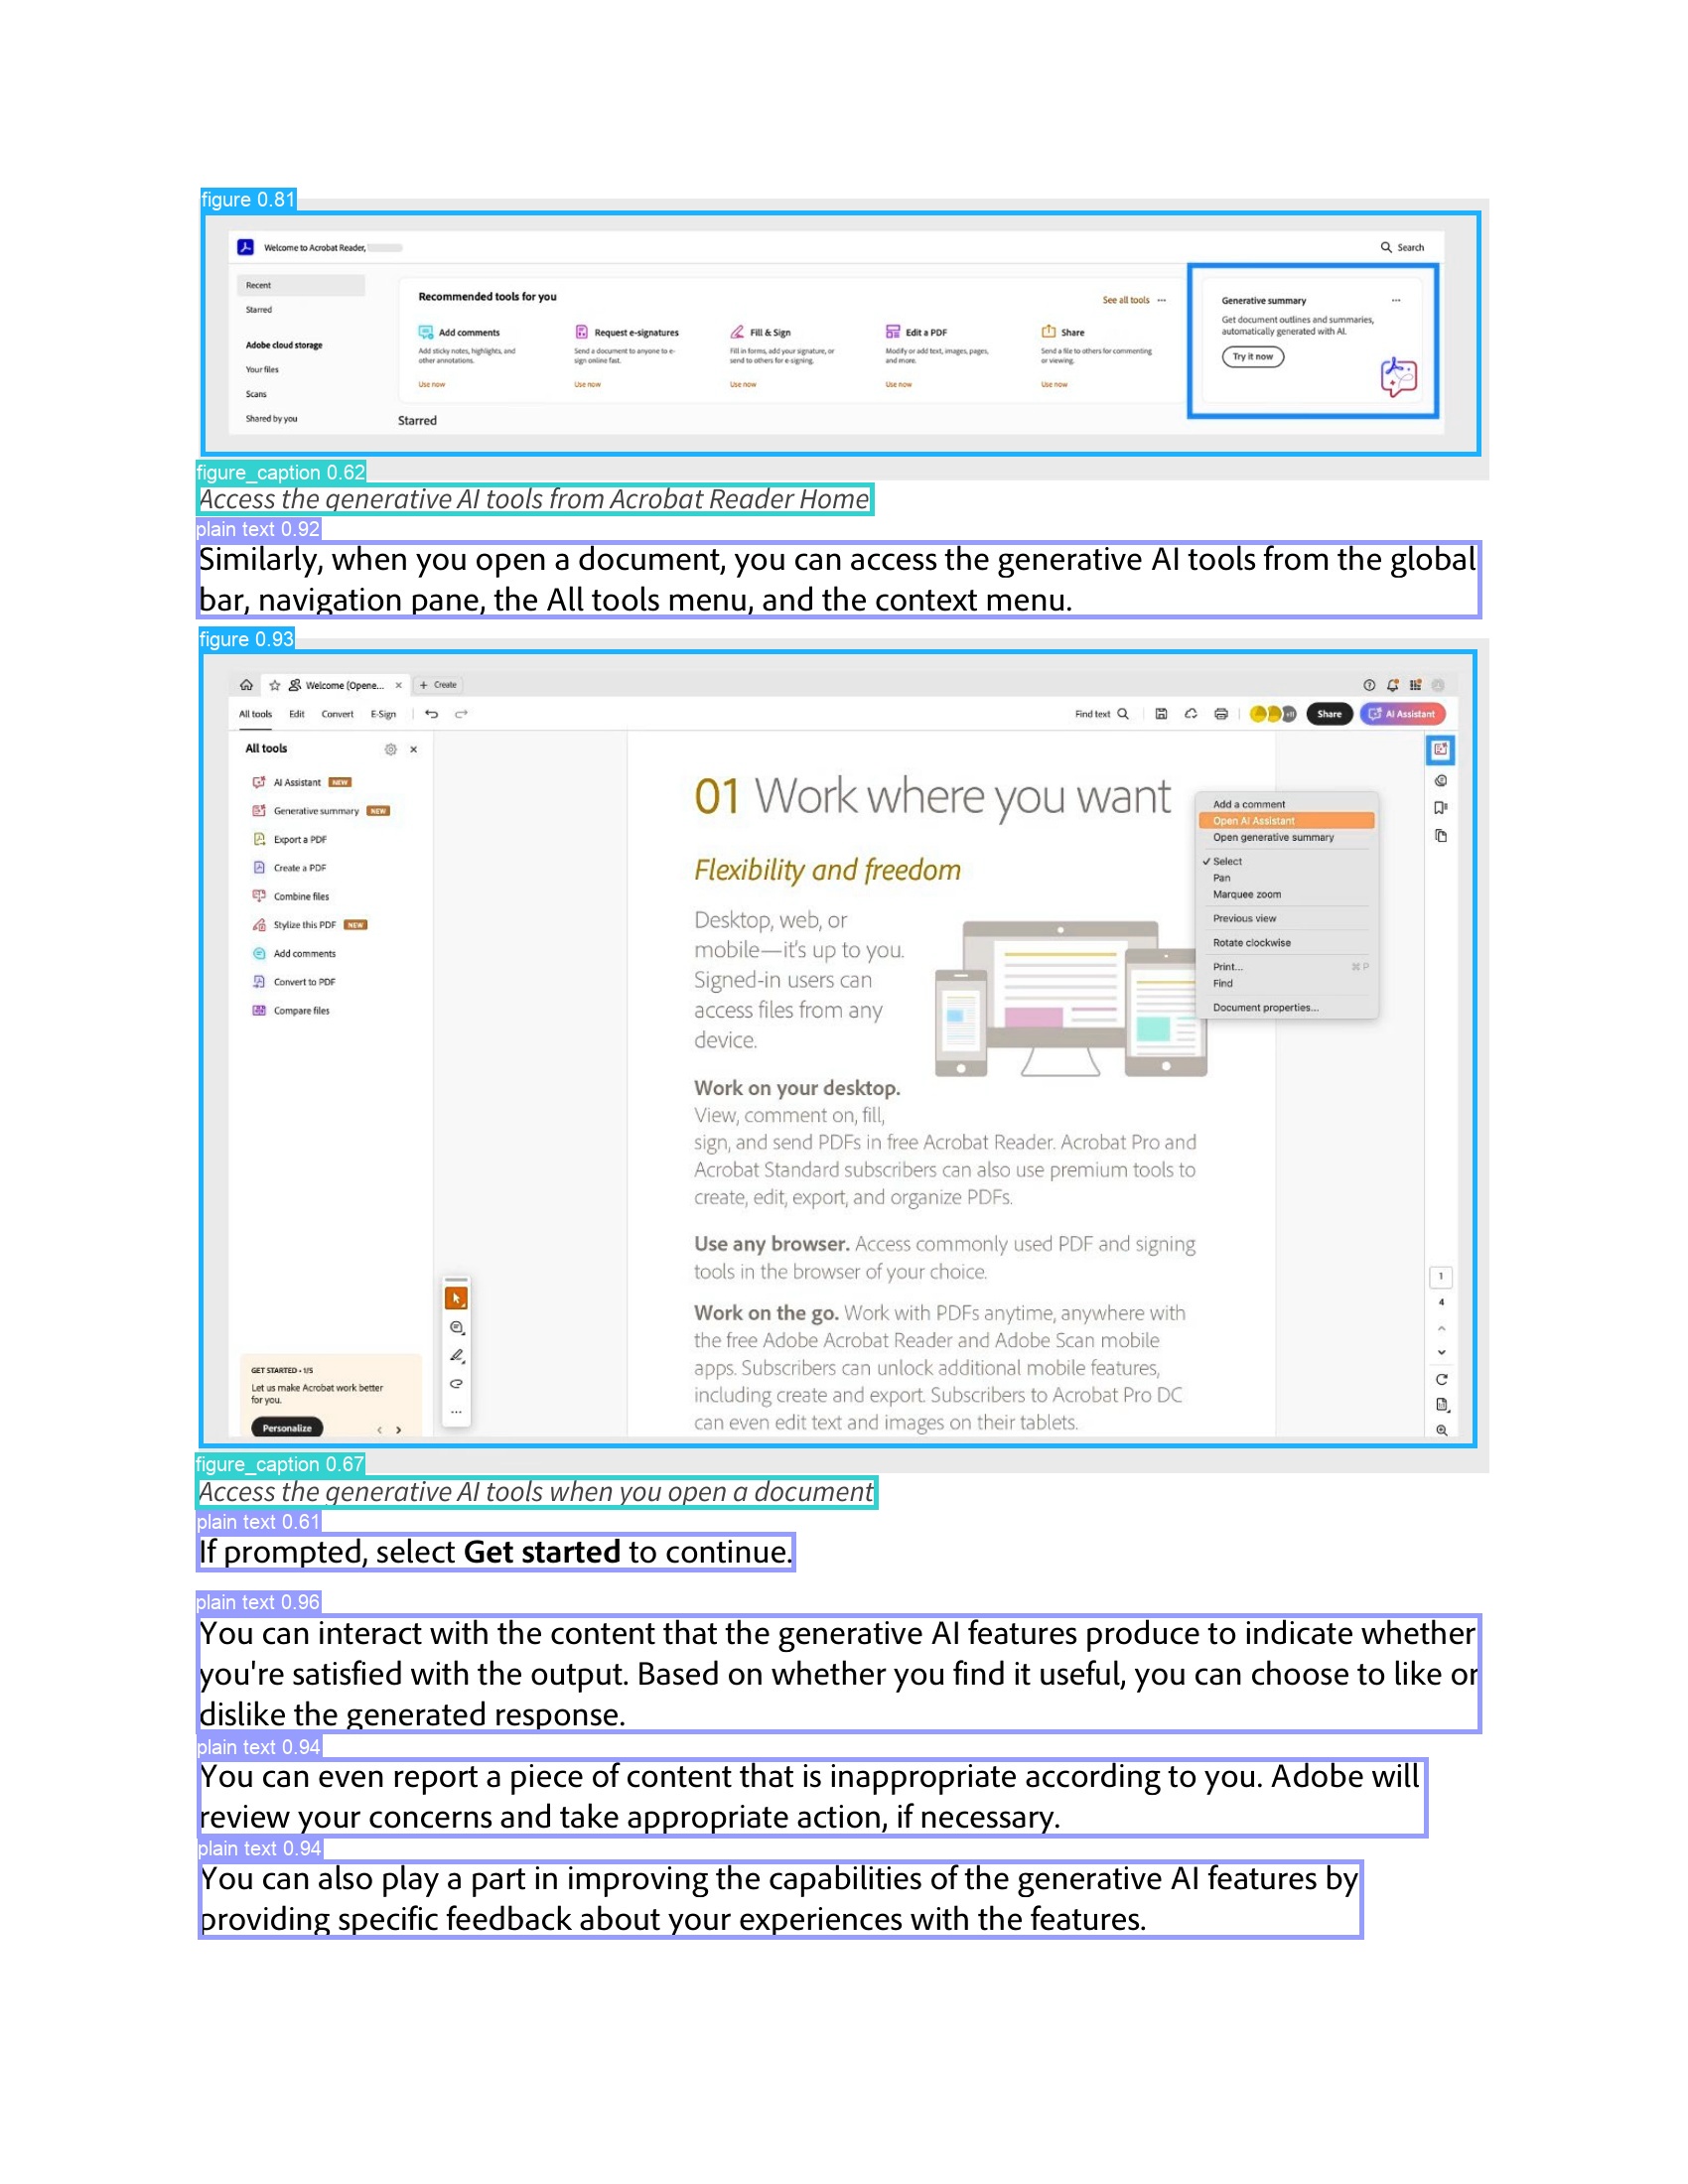 figure 0.81
Welcome to Acrobat Reader,
Search
Recent
Starred
Adobe cloud storage
Your files
Scans
Shared by you
Recommended tools for you
See all tools ...
Add comments
Add sticky notes, highlights, and
other annotations.
Use now
Request e-signatures
Send a document to anyone to e-
sign online fast.
Use now
Fill & Sign
Fill in forms, add your signature, or
send to others for e-signing.
Use now
Edit a PDF
Modify or add text, images, pages,
and more.
Use now
Share
Send a file to others for commenting
or viewing.
Use now
Starred
Generative summary ...
Get document outlines and summaries,
automatically generated with AI.
Try it now
figure_caption 0.62
Access the generative AI tools from Acrobat Reader Home
plain text 0.92
Similarly, when you open a document, you can access the generative AI tools from the global
bar, navigation pane, the All tools menu, and the context menu.
figure 0.93
Welcome (Opene... × + Create
All tools Edit Convert E-Sign
Find text
Share
AI Assistant
All tools
AI Assistant NEW
Generative summary NEW
Export a PDF
Create a PDF
Combine files
Stylize this PDF NEW
Add comments
Convert to PDF
Compare files
GET STARTED • 1/5
Let us make Acrobat work better
for you.
Personalize
01 Work where you want
Flexibility and freedom
Desktop, web, or
mobile—it's up to you.
Signed-in users can
access files from any
device.
Work on your desktop.
View, comment on, fill,
sign, and send PDFs in free Acrobat Reader. Acrobat Pro and
Acrobat Standard subscribers can also use premium tools to
create, edit, export, and organize PDFs.
Use any browser. Access commonly used PDF and signing
tools in the browser of your choice.
Work on the go. Work with PDFs anytime, anywhere with
the free Adobe Acrobat Reader and Adobe Scan mobile
apps. Subscribers can unlock additional mobile features,
including create and export. Subscribers to Acrobat Pro DC
can even edit text and images on their tablets.
Add a comment
Open AI Assistant
Open generative summary
✓ Select
Pan
Marquee zoom
Previous view
Rotate clockwise
Print... ⌘ P
Find
Document properties...
1
4
figure_caption 0.67
Access the generative AI tools when you open a document
plain text 0.61
If prompted, select Get started to continue.
plain text 0.96
You can interact with the content that the generative AI features produce to indicate whether
you're satisfied with the output. Based on whether you find it useful, you can choose to like or
dislike the generated response.
plain text 0.94
You can even report a piece of content that is inappropriate according to you. Adobe will
review your concerns and take appropriate action, if necessary.
plain text 0.94
You can also play a part in improving the capabilities of the generative AI features by
providing specific feedback about your experiences with the features.